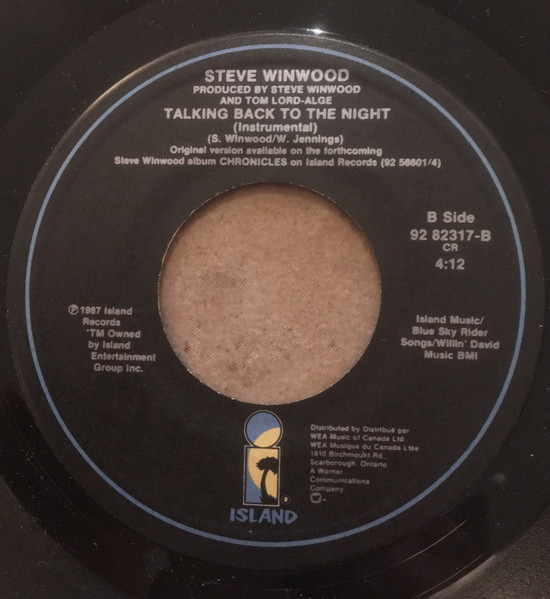 STEVE WINWOOD
PRODUCED BY STEVE WINWOOD
AND TOM LORD-ALGE
TALKING BACK TO THE NIGHT
(Instrumental)
(S. Winwood/W. Jennings)
Original version available on the forthcoming
Steve Winwood album CHRONICLES on Island Records (92 56601/4)
B Side
92 82317-B
CR
4:12
℗1987 Island
Records
*TM Owned
by Island
Entertainment
Group Inc.
Island Music/
Blue Sky Rider
Songs/Willin' David
Music BMI
Distributed by Distribué par
WEA Music of Canada Ltd
WEA Musique du Canada Ltée
1810 Birchmount Rd.
Scarborough, Ontario
A Warner
Communications
Company
ISLAND